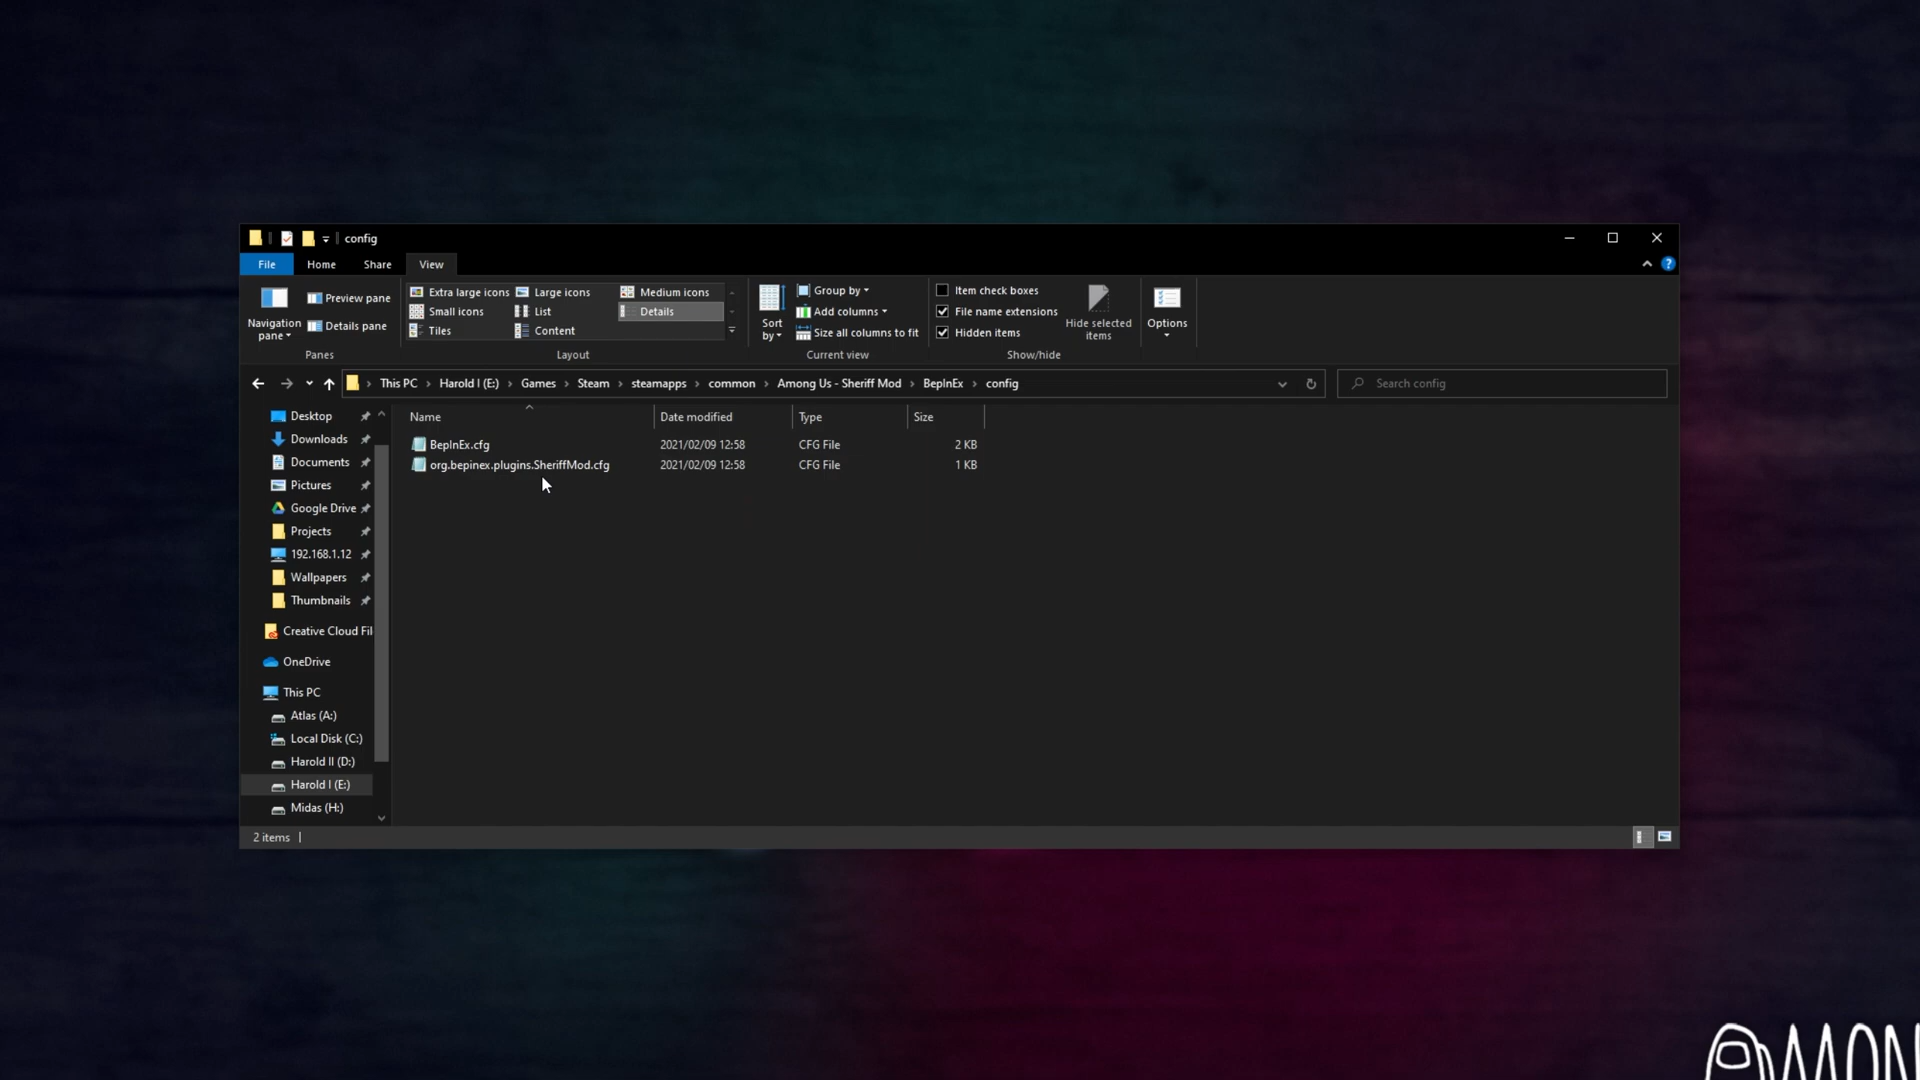 config
File Home Share View
Navigation pane
Preview pane
Details pane
Panes
Extra large icons Large icons Medium icons
Small icons List Details
Tiles Content
Layout
Sort by
Group by
Add columns
Size all columns to fit
Current view
Item check boxes
File name extensions
Hidden items
Hide selected items
Show/hide
Options
This PC > Harold I (E:) > Games > Steam > steamapps > common > Among Us - Sheriff Mod > BepInEx > config
Search config
Name Date modified Type Size
BepInEx.cfg 2021/02/09 12:58 CFG File 2 KB
org.bepinex.plugins.SheriffMod.cfg 2021/02/09 12:58 CFG File 1 KB
Desktop
Downloads
Documents
Pictures
Google Drive
Projects
192.168.1.12
Wallpapers
Thumbnails
Creative Cloud Fil
OneDrive
This PC
Atlas (A:)
Local Disk (C:)
Harold II (D:)
Harold I (E:)
Midas (H:)
2 items
AMON